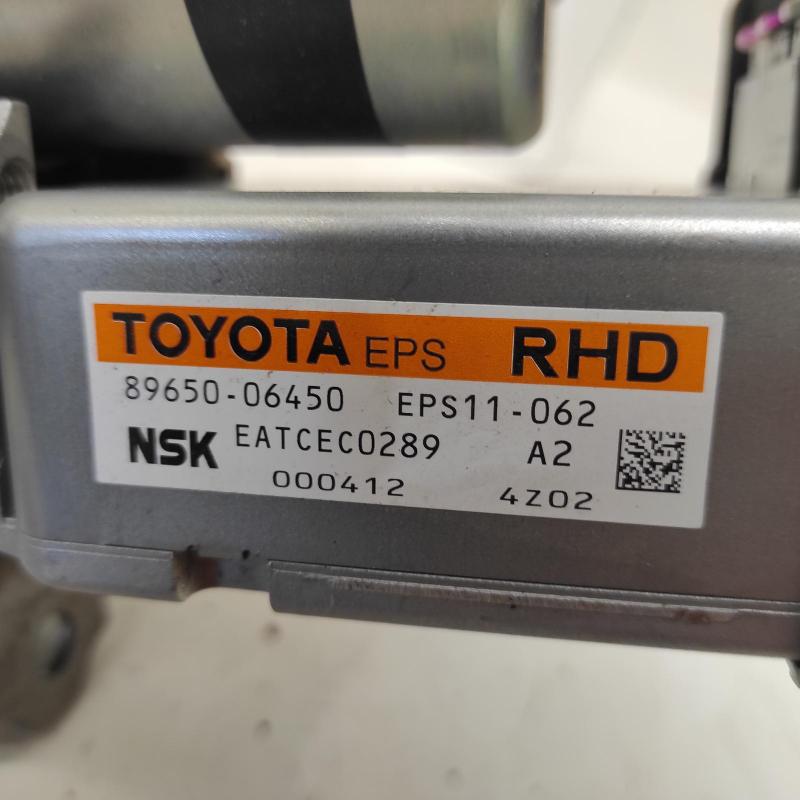 TOYOTA EPS RHD
89650-06450 EPS11-062
NSK EATCEC0289 A2
000412 4Z02